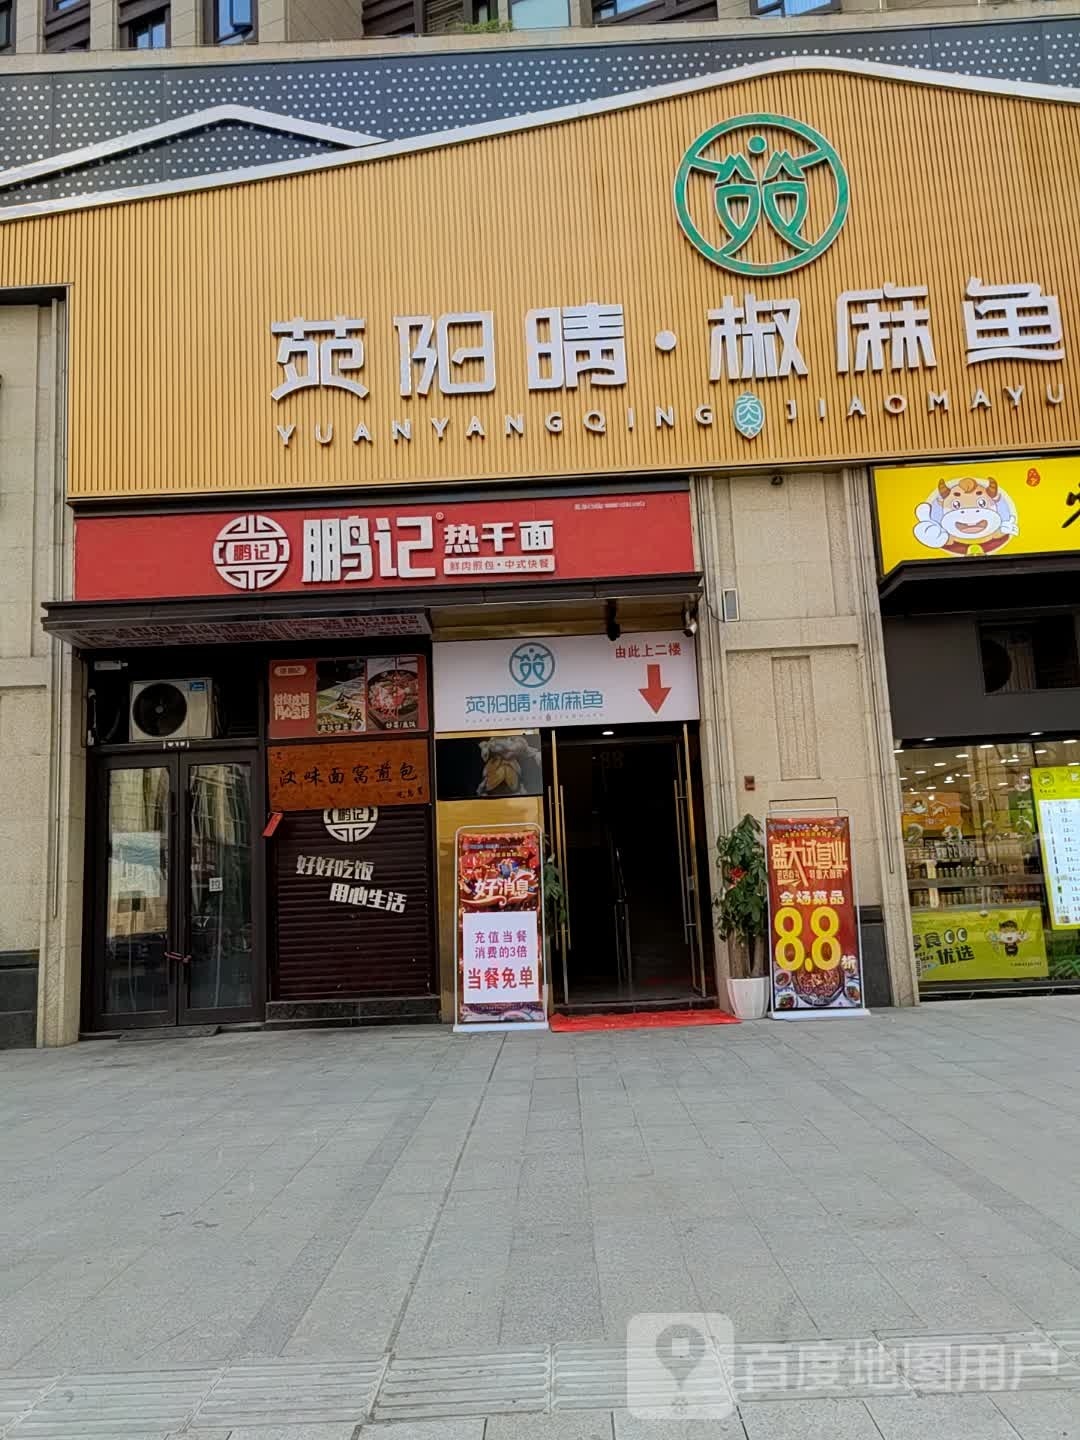 苑阳晴·椒麻鱼
YUANYANGQING JIAOMAYU
鹏记
鹏记®热干面
鲜肉煎包·中式快餐
苑阳晴·椒麻鱼
由此上二楼
汶味面窝煎包
鹏记
好好吃饭
用心生活
好消息
充值当餐
消费的3倍
当餐免单
盛大试营业
全场菜品
8.8折
零食优选
百度地图用户